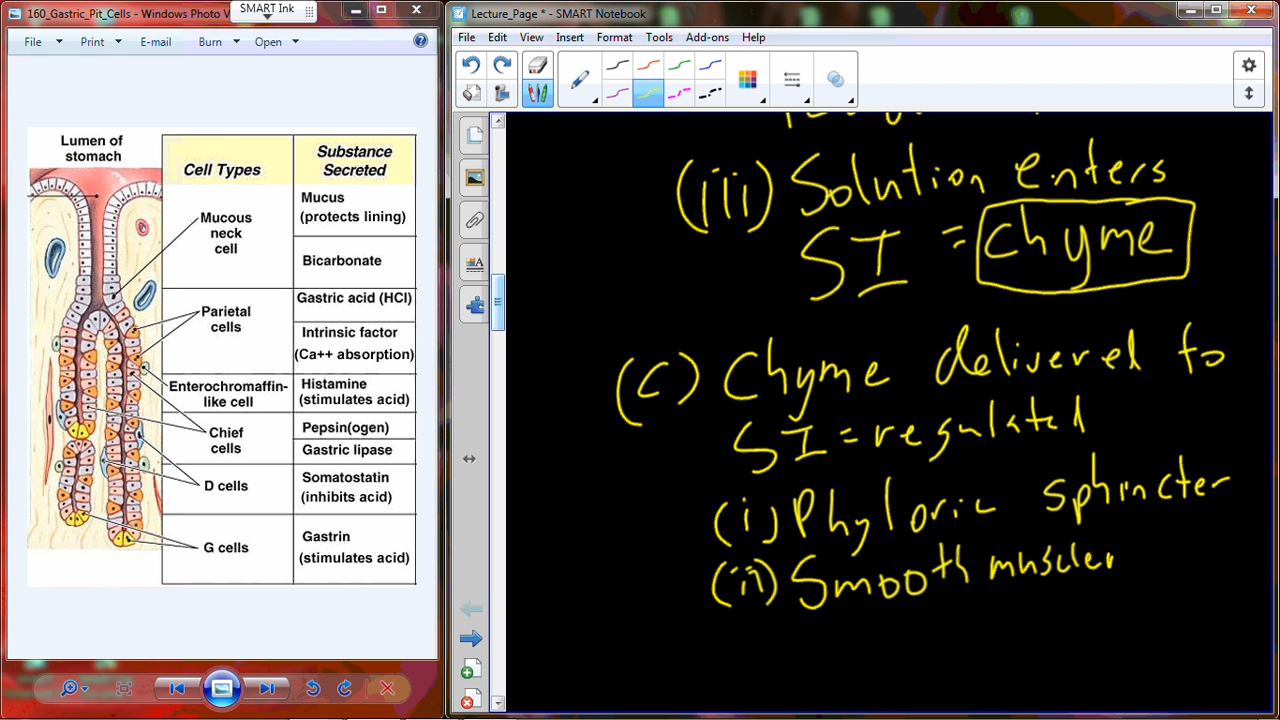 160_Gastric_Pit_Cells - Windows Photo V
SMART Ink
File Print E-mail Burn Open
Lumen of
stomach
Cell Types
Substance
Secreted
Mucous
neck
cell
Mucus
(protects lining)
Bicarbonate
Parietal
cells
Gastric acid (HCl)
Intrinsic factor
(Ca++ absorption)
Enterochromaffin-
like cell
Histamine
(stimulates acid)
Chief
cells
Pepsin(ogen)
Gastric lipase
D cells
Somatostatin
(inhibits acid)
G cells
Gastrin
(stimulates acid)
Lecture_Page * - SMART Notebook
File Edit View Insert Format Tools Add-ons Help
(iii) Solution enters
SI = chyme
(c) Chyme delivered to
SI = regulated
(i) Phyloric sphincter
(ii) Smooth muscler